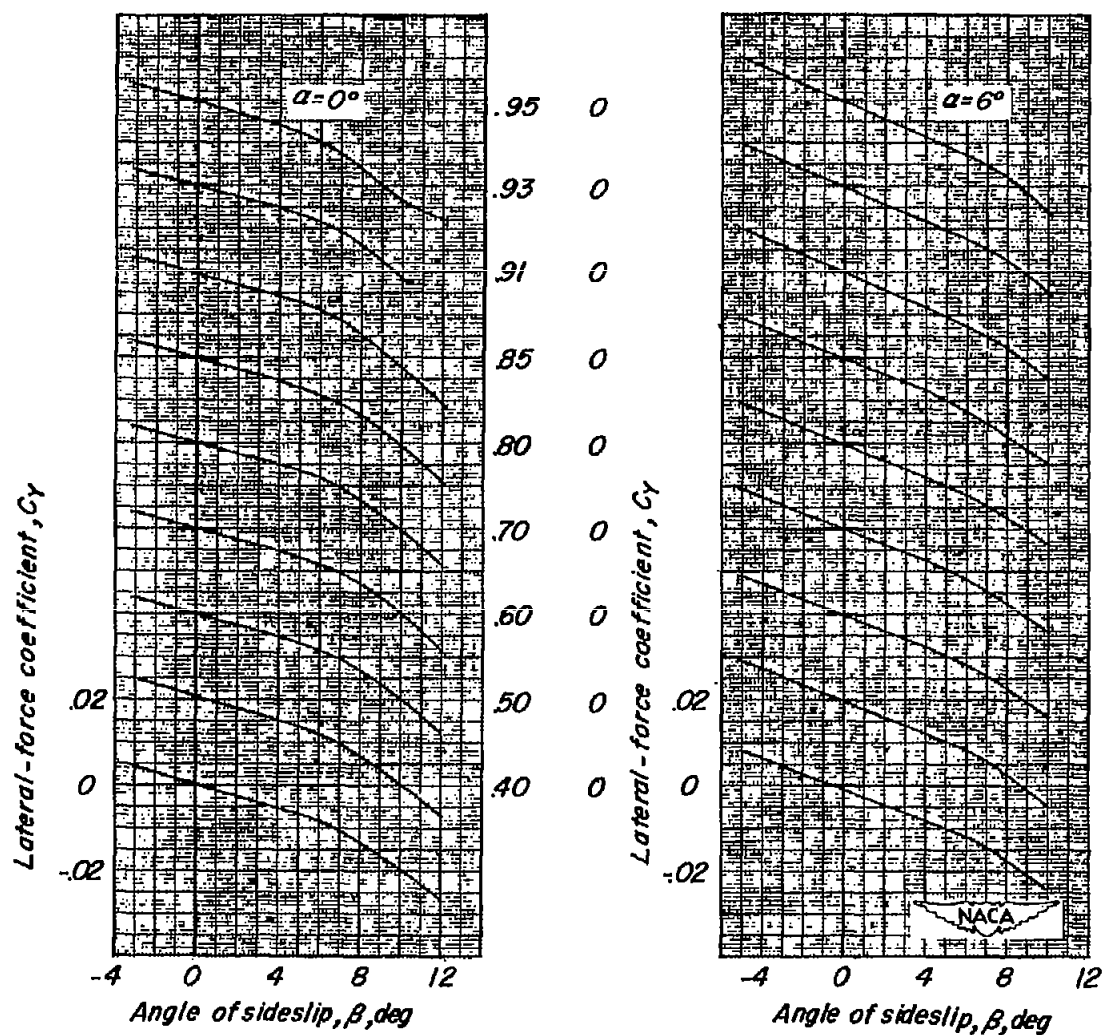 α=0°
α=6°
.95 0
.93 0
.91 0
.85 0
.80 0
.70 0
.60 0
.50 0
.40 0
Lateral-force coefficient, CY
.02
0
-.02
-4 0 4 8 12
Angle of sideslip, β, deg
Lateral-force coefficient, CY
.02
0
-.02
NACA
-4 0 4 8 12
Angle of sideslip, β, deg